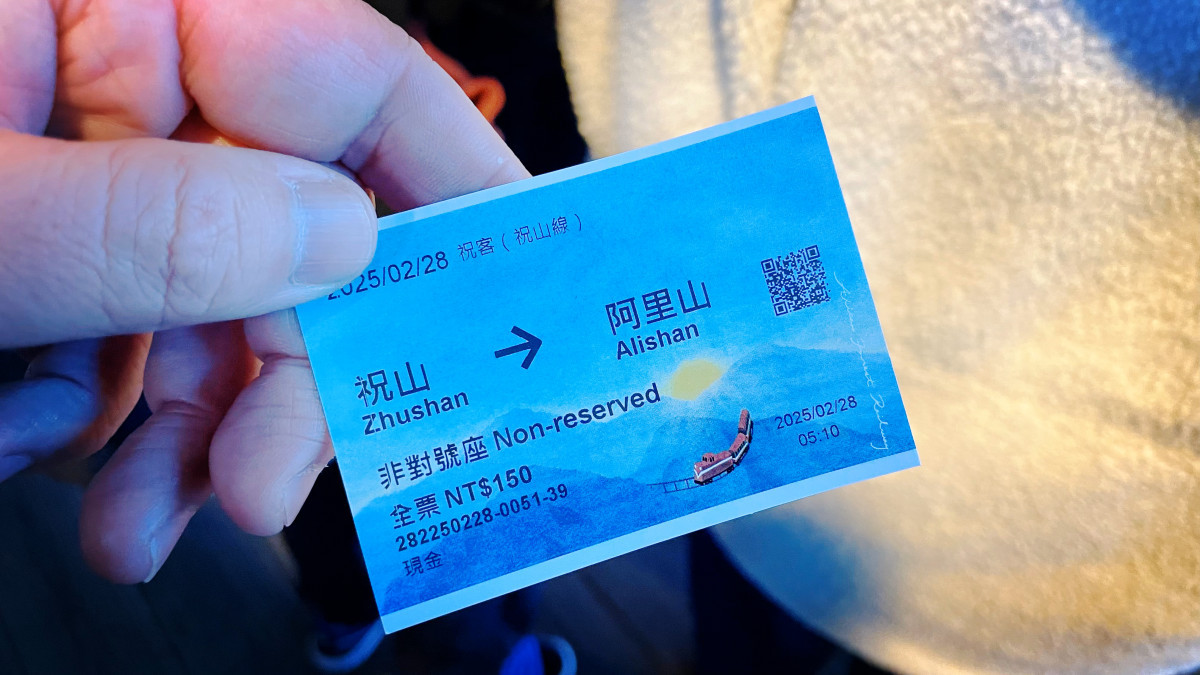 2025/02/28 祝客(祝山線)
祝山 → 阿里山
Zhushan Alishan
非對號座 Non-reserved
全票 NT$150
282250228-0051-39
現金
2025/02/28
05:10